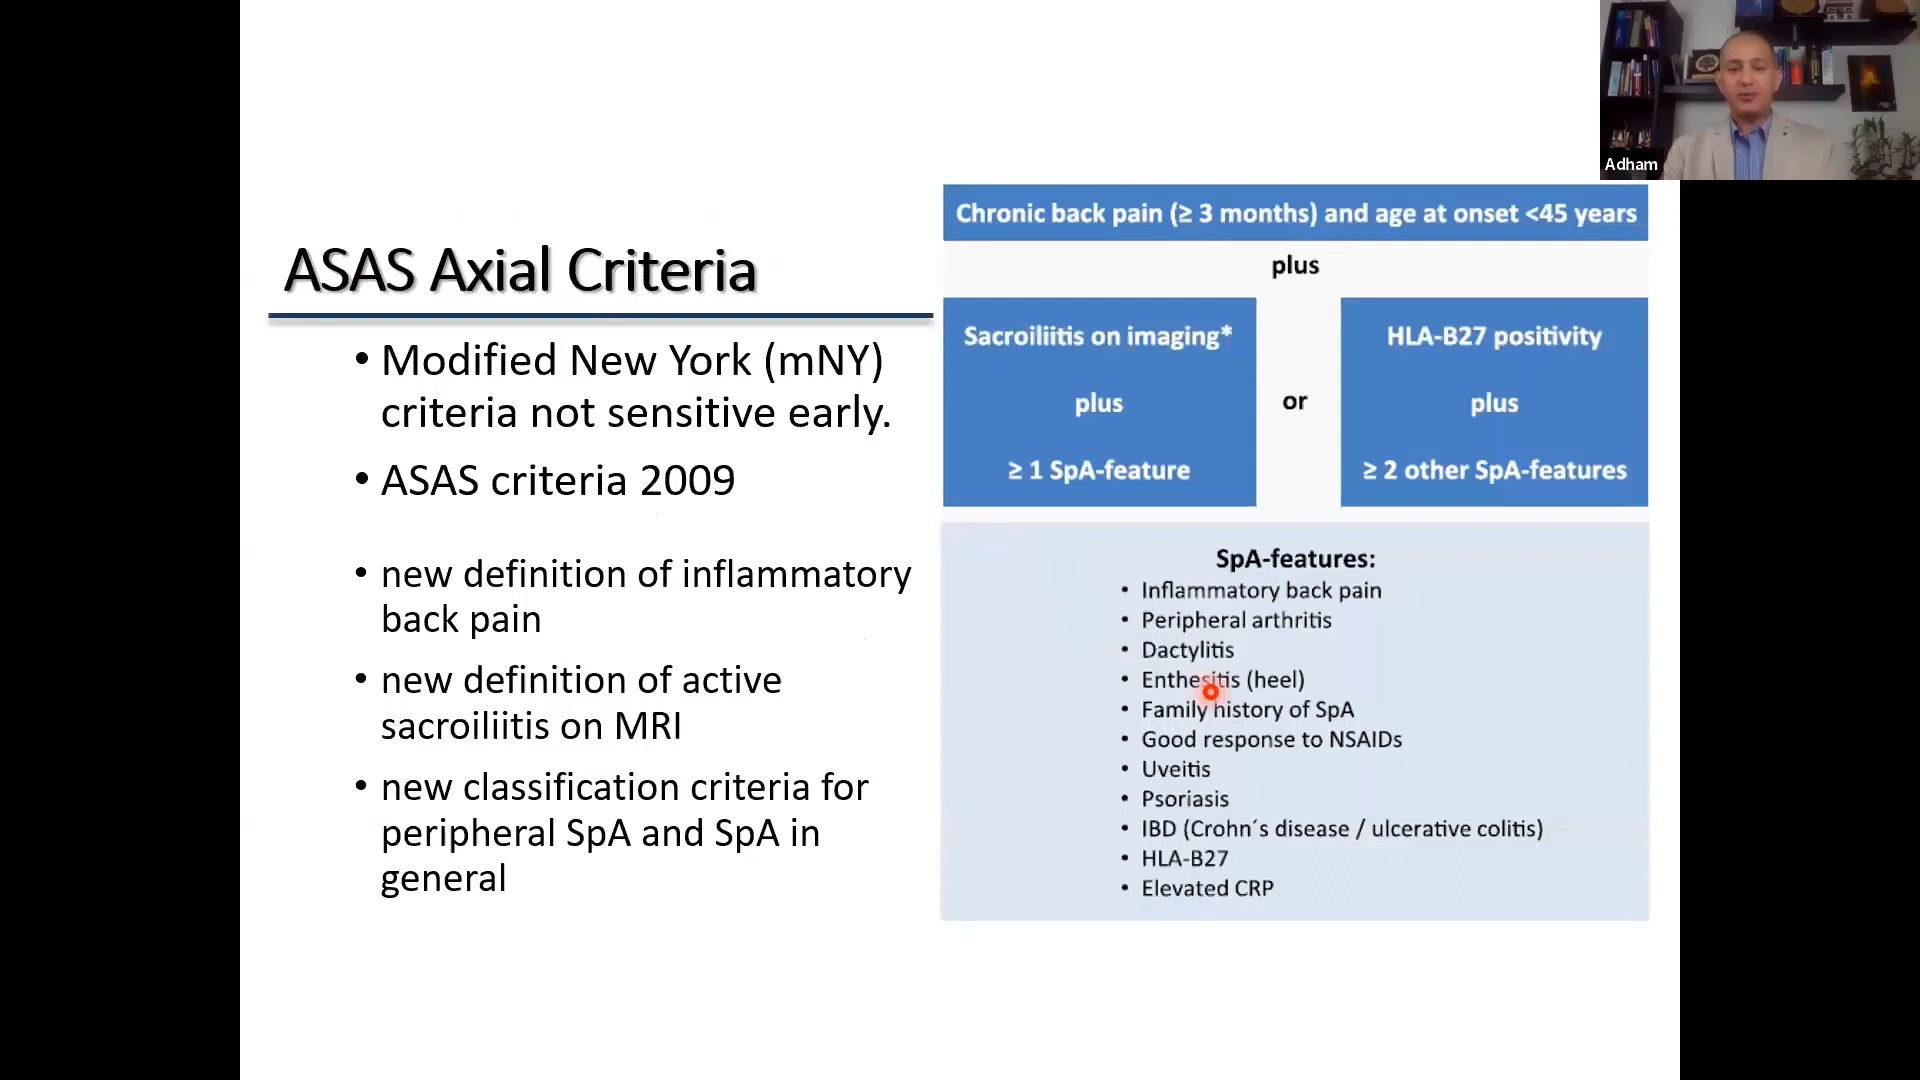 Adham
ASAS Axial Criteria
• Modified New York (mNY)
criteria not sensitive early.
• ASAS criteria 2009
• new definition of inflammatory
back pain
• new definition of active
sacroiliitis on MRI
• new classification criteria for
peripheral SpA and SpA in
general
Chronic back pain (≥ 3 months) and age at onset <45 years
plus
Sacroiliitis on imaging*
plus
≥ 1 SpA-feature
or
HLA-B27 positivity
plus
≥ 2 other SpA-features
SpA-features:
• Inflammatory back pain
• Peripheral arthritis
• Dactylitis
• Enthesitis (heel)
• Family history of SpA
• Good response to NSAIDs
• Uveitis
• Psoriasis
• IBD (Crohn´s disease / ulcerative colitis)
• HLA-B27
• Elevated CRP